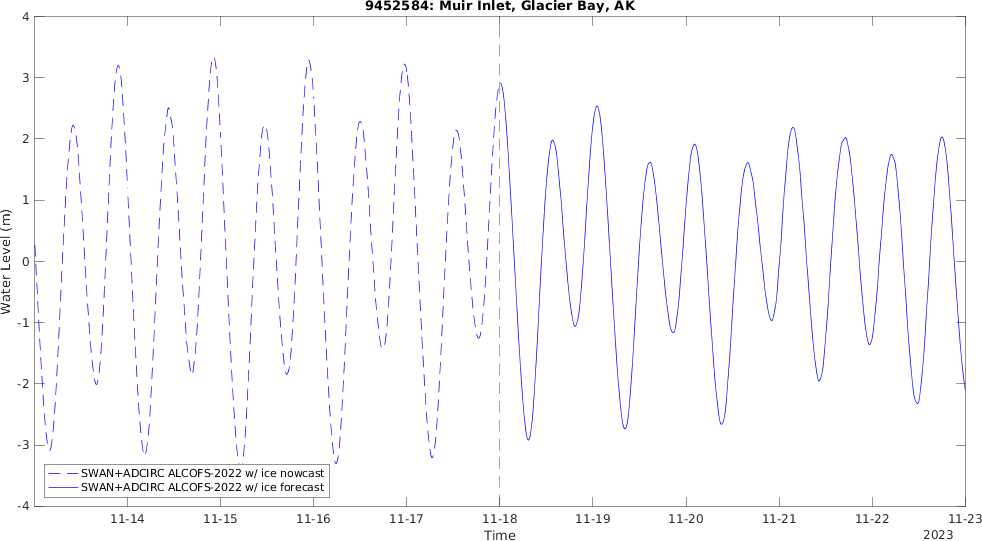 9452584: Muir Inlet, Glacier Bay, AK
Water Level (m)
4
3
2
1
0
-1
-2
-3
-4
SWAN+ADCIRC ALCOFS-2022 w/ ice nowcast
SWAN+ADCIRC ALCOFS-2022 w/ ice forecast
11-14 11-15 11-16 11-17 11-18 11-19 11-20 11-21 11-22 11-23
Time
2023